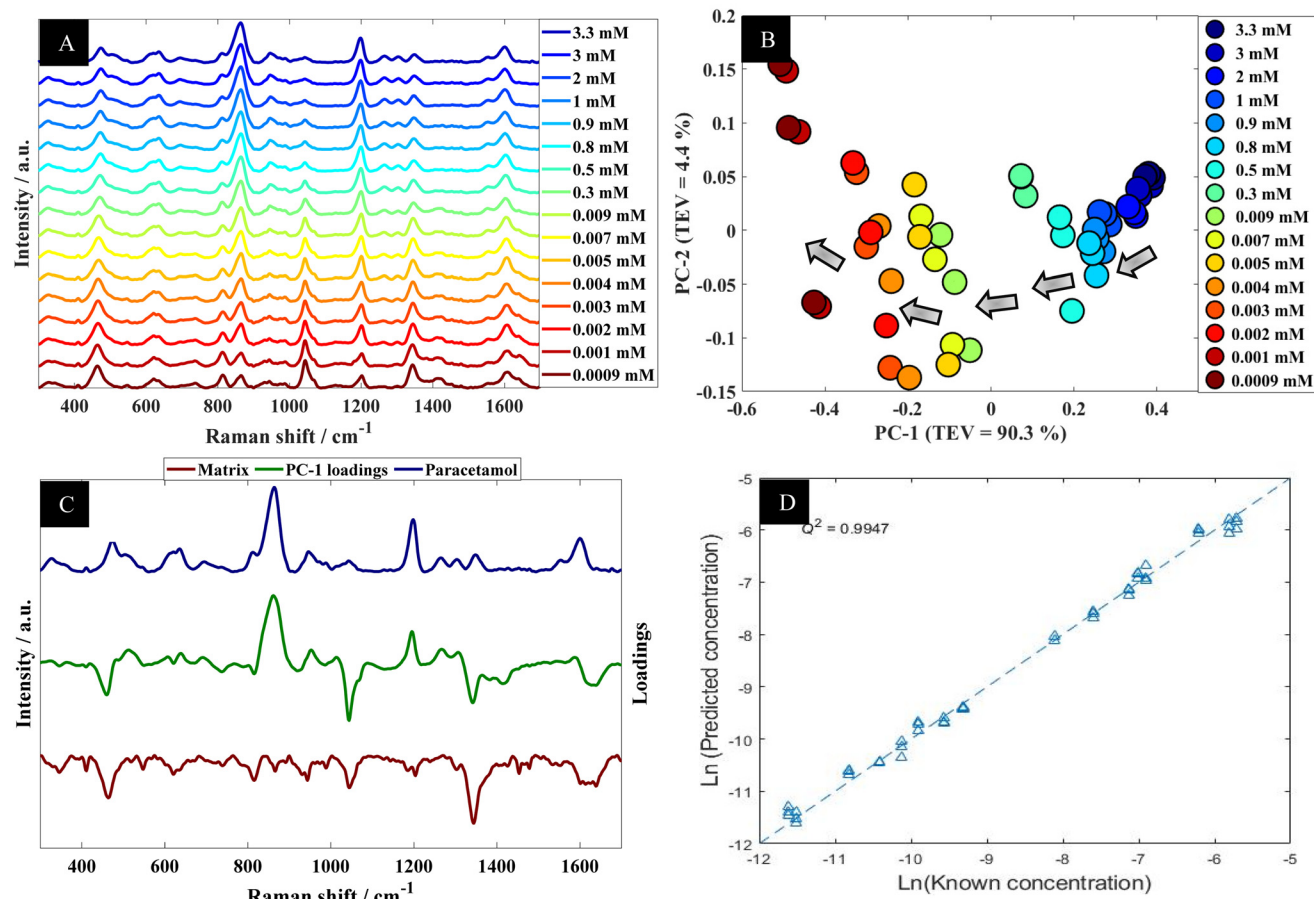 A
Intensity / a.u.
3.3 mM
3 mM
2 mM
1 mM
0.9 mM
0.8 mM
0.5 mM
0.3 mM
0.009 mM
0.007 mM
0.005 mM
0.004 mM
0.003 mM
0.002 mM
0.001 mM
0.0009 mM
400 600 800 1000 1200 1400 1600
Raman shift / cm-1
B
PC-2 (TEV = 4.4 %)
0.2
0.15
0.1
0.05
0
-0.05
-0.1
-0.15
-0.6 -0.4 -0.2 0 0.2 0.4
PC-1 (TEV = 90.3 %)
3.3 mM
3 mM
2 mM
1 mM
0.9 mM
0.8 mM
0.5 mM
0.3 mM
0.009 mM
0.007 mM
0.005 mM
0.004 mM
0.003 mM
0.002 mM
0.001 mM
0.0009 mM
Matrix PC-1 loadings Paracetamol
C
Intensity / a.u.
Loadings
400 600 800 1000 1200 1400 1600
Raman shift / cm-1
D
Q2 = 0.9947
Ln (Predicted concentration)
-5
-6
-7
-8
-9
-10
-11
-12
-12 -11 -10 -9 -8 -7 -6 -5
Ln(Known concentration)